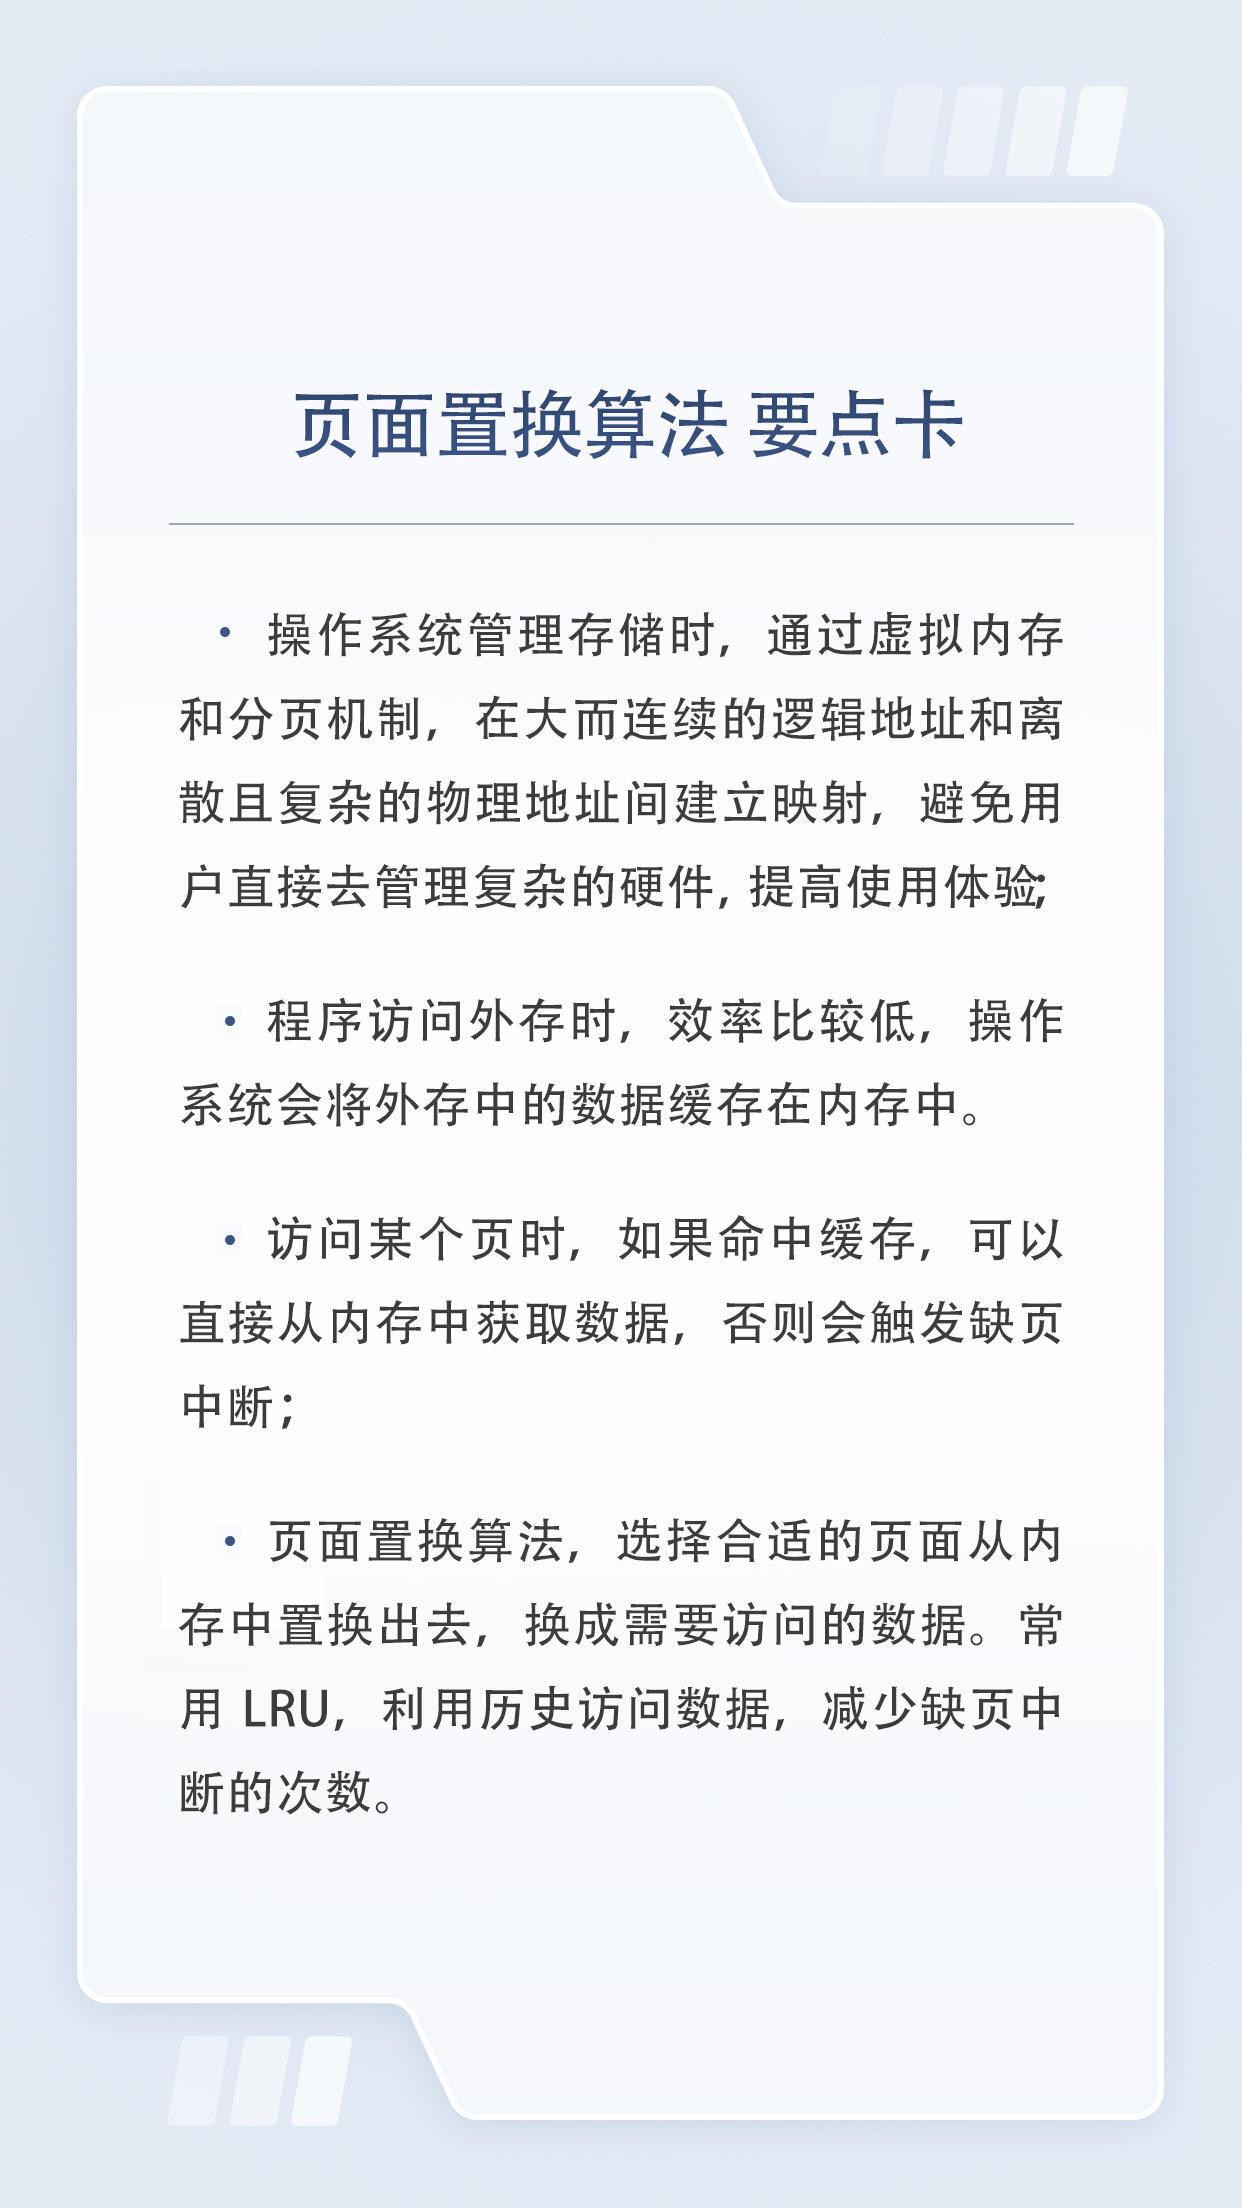 页面置换算法 要点卡
· 操作系统管理存储时，通过虚拟内存
和分页机制，在大而连续的逻辑地址和离
散且复杂的物理地址间建立映射，避免用
户直接去管理复杂的硬件，提高使用体验；
· 程序访问外存时，效率比较低，操作
系统会将外存中的数据缓存在内存中。
· 访问某个页时，如果命中缓存，可以
直接从内存中获取数据，否则会触发缺页
中断；
· 页面置换算法，选择合适的页面从内
存中置换出去，换成需要访问的数据。常
用 LRU，利用历史访问数据，减少缺页中
断的次数。